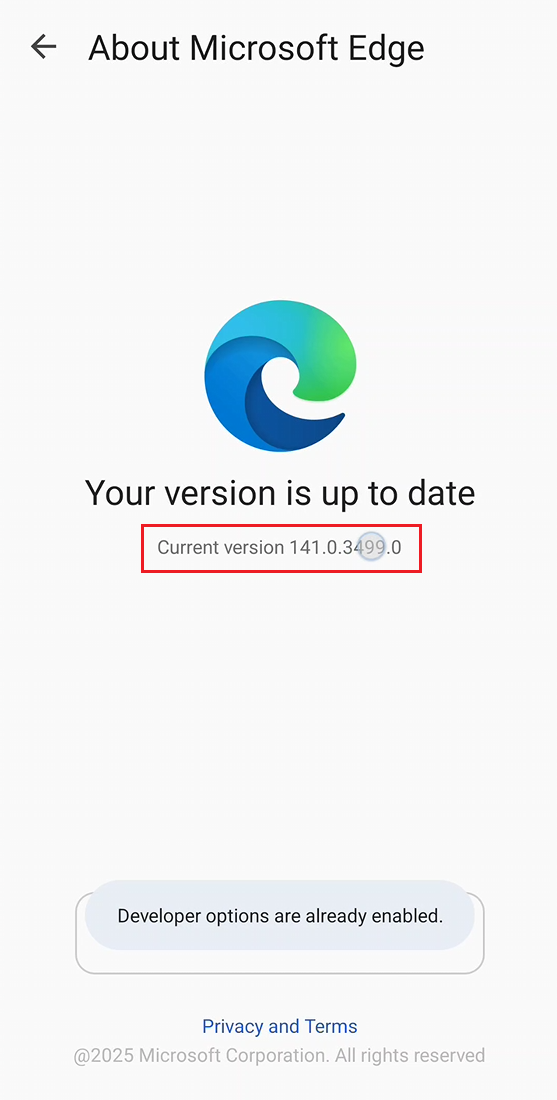 About Microsoft Edge
Your version is up to date
Current version 141.0.3499.0
Developer options are already enabled.
Privacy and Terms
@2025 Microsoft Corporation. All rights reserved